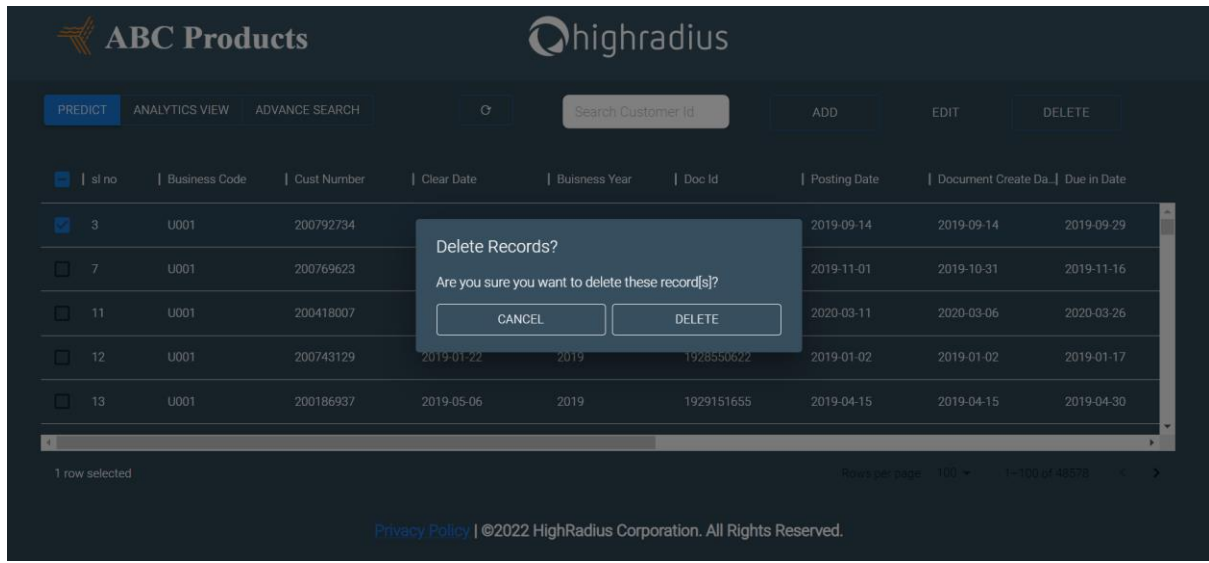 ABC Products highradius
PREDICT ANALYTICS VIEW ADVANCE SEARCH Search Customer Id ADD EDIT DELETE
sl no | Business Code | Cust Number | Clear Date | Buisness Year | Doc Id | Posting Date | Document Create Da... | Due in Date
3 U001 200792734 2019-09-14 2019-09-14 2019-09-29
Delete Records?
7 U001 200769623 2019-11-01 2019-10-31 2019-11-16
Are you sure you want to delete these record[s]?
11 U001 200418007 2020-03-11 2020-03-06 2020-03-26
CANCEL DELETE
12 U001 200743129 2019-01-22 2019 1928550622 2019-01-02 2019-01-02 2019-01-17
13 U001 200186937 2019-05-06 2019 1929151655 2019-04-15 2019-04-15 2019-04-30
1 row selected Rows per page 100 1–100 of 48578
Privacy Policy | ©2022 HighRadius Corporation. All Rights Reserved.